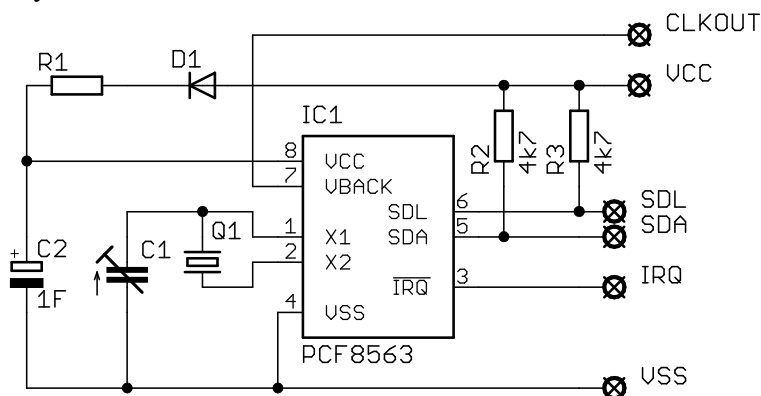 CLKOUT
R1
D1
VCC
IC1
R2
4k7
R3
4k7
8
VCC
7
VBACK
SDL
6
SDL
1
X1
SDA
5
SDA
Q1
2
X2
C2
C1
IRQ
3
IRQ
1F
4
VSS
PCF8563
VSS